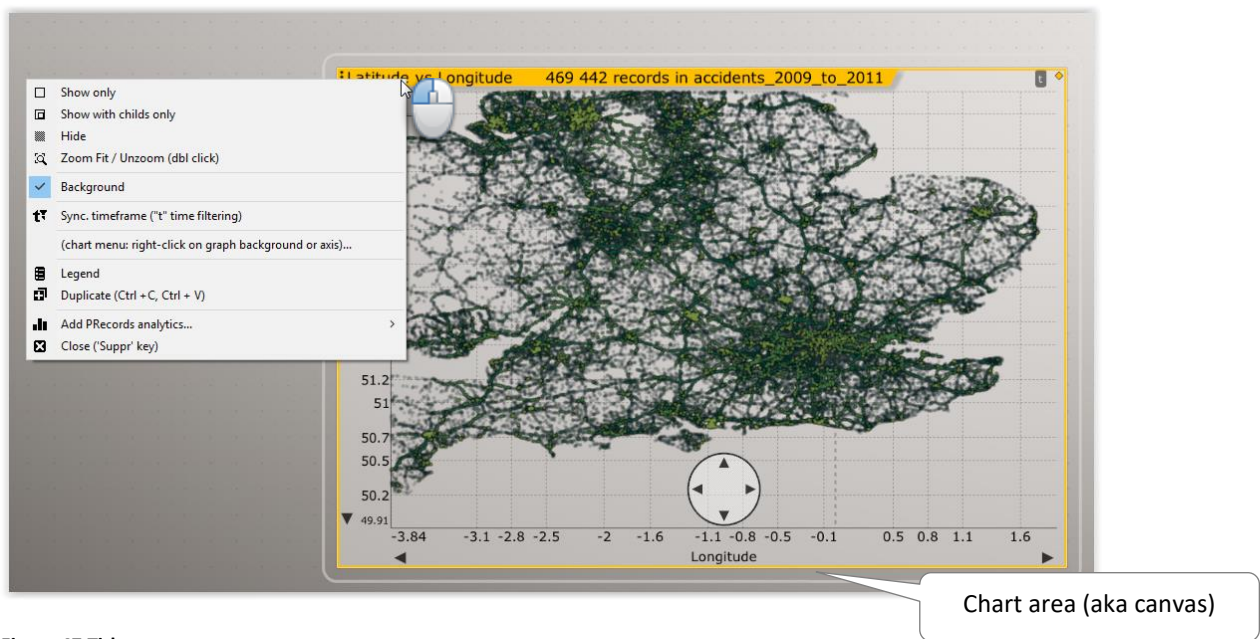 Latitude vs Longitude 469 442 records in accidents_2009_to_2011 t
Show only
Show with childs only
Hide
Zoom Fit / Unzoom (dbl click)
Background
Sync. timeframe ("t" time filtering)
(chart menu: right-click on graph background or axis)...
Legend
Duplicate (Ctrl +C, Ctrl + V)
Add PRecords analytics...
Close ('Suppr' key)
51.2
51
50.7
50.5
50.2
49.91
-3.84 -3.1 -2.8 -2.5 -2 -1.6 -1.1 -0.8 -0.5 -0.1 0.5 0.8 1.1 1.6
Longitude
Chart area (aka canvas)